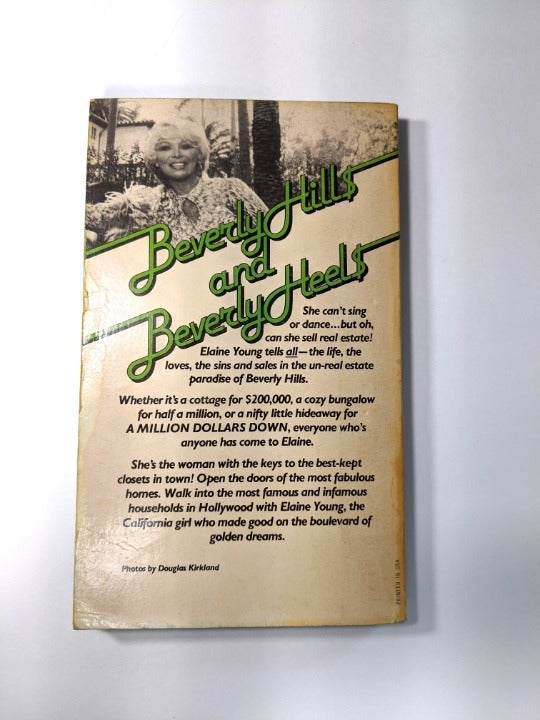 Beverly Hill$
and
Beverly Heel$
She can't sing
or dance...but oh,
can she sell real estate!
Elaine Young tells all—the life, the
loves, the sins and sales in the un-real estate
paradise of Beverly Hills.
Whether it's a cottage for $200,000, a cozy bungalow
for half a million, or a nifty little hideaway for
A MILLION DOLLARS DOWN, everyone who's
anyone has come to Elaine.
She's the woman with the keys to the best-kept
closets in town! Open the doors of the most fabulous
homes. Walk into the most famous and infamous
households in Hollywood with Elaine Young, the
California girl who made good on the boulevard of
golden dreams.
Photos by Douglas Kirkland
PRINTED IN USA